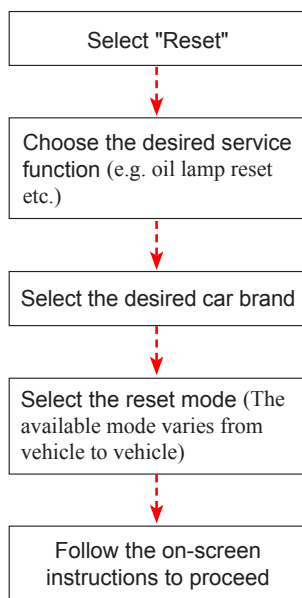 Select "Reset"
Choose the desired service
function (e.g. oil lamp reset
etc.)
Select the desired car brand
Select the reset mode (The
available mode varies from
vehicle to vehicle)
Follow the on-screen
instructions to proceed